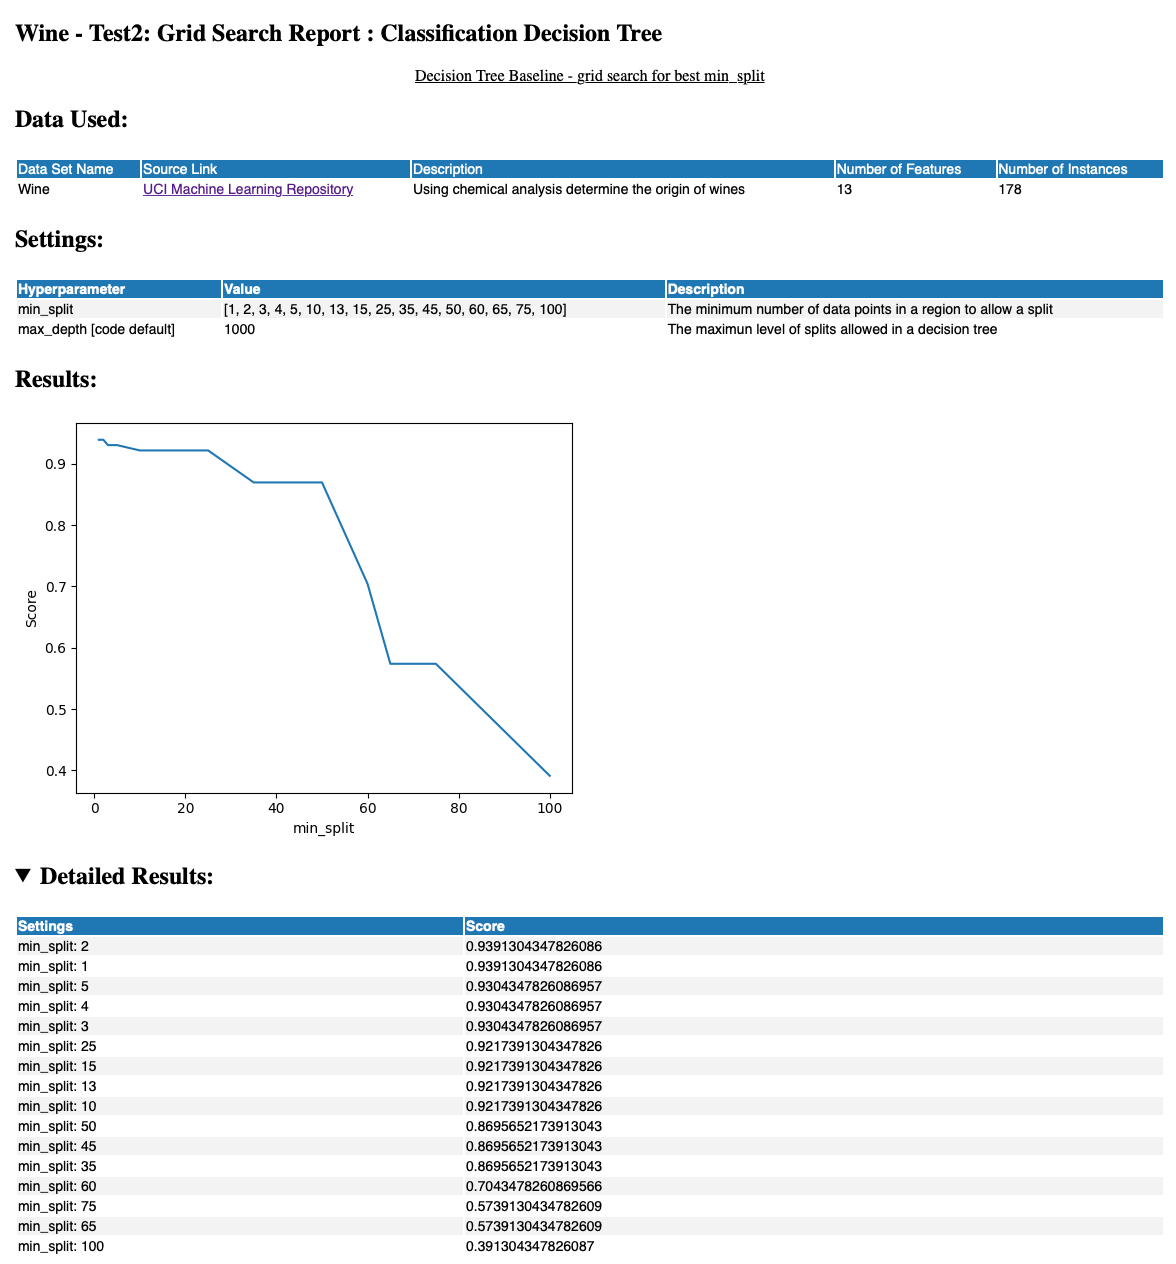 Wine - Test2: Grid Search Report : Classification Decision Tree
Decision Tree Baseline - grid search for best min_split
Data Used:
Data Set Name Source Link Description Number of Features Number of Instances
Wine UCI Machine Learning Repository Using chemical analysis determine the origin of wines 13 178
Settings:
Hyperparameter Value Description
min_split [1, 2, 3, 4, 5, 10, 13, 15, 25, 35, 45, 50, 60, 65, 75, 100] The minimum number of data points in a region to allow a split
max_depth [code default] 1000 The maximun level of splits allowed in a decision tree
Results:
0.9
0.8
0.7
0.6
0.5
0.4
Score
0 20 40 60 80 100
min_split
▼ Detailed Results:
Settings Score
min_split: 2 0.9391304347826086
min_split: 1 0.9391304347826086
min_split: 5 0.9304347826086957
min_split: 4 0.9304347826086957
min_split: 3 0.9304347826086957
min_split: 25 0.9217391304347826
min_split: 15 0.9217391304347826
min_split: 13 0.9217391304347826
min_split: 10 0.9217391304347826
min_split: 50 0.8695652173913043
min_split: 45 0.8695652173913043
min_split: 35 0.8695652173913043
min_split: 60 0.7043478260869566
min_split: 75 0.5739130434782609
min_split: 65 0.5739130434782609
min_split: 100 0.391304347826087